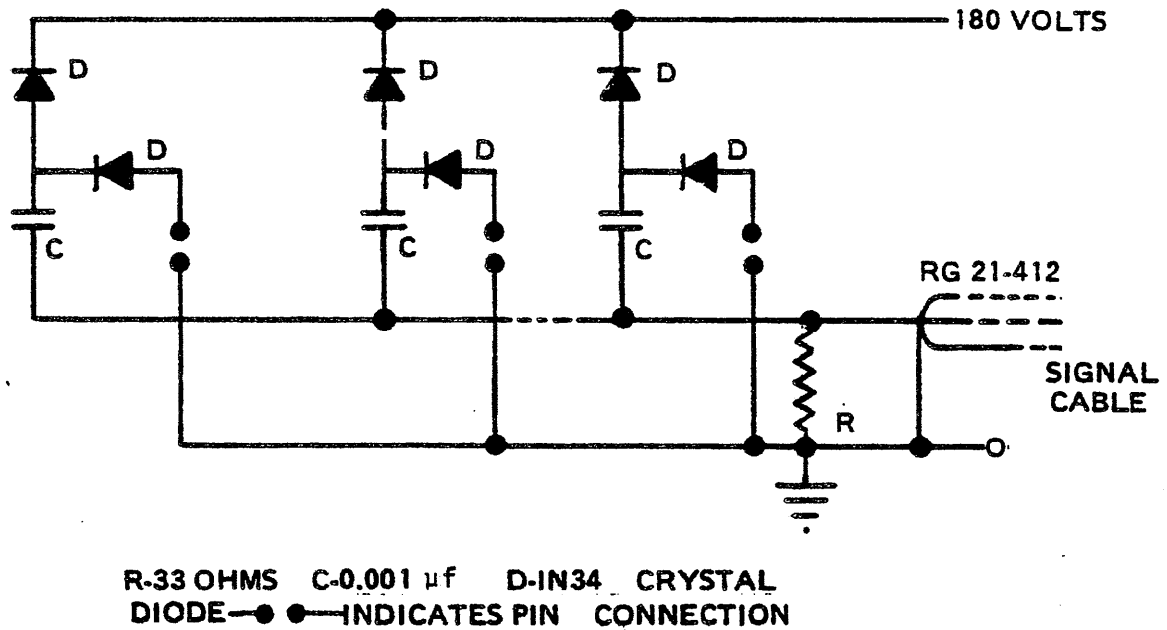 180 VOLTS
D
D
D
D
D
D
C
C
C
RG 21-412
SIGNAL
CABLE
R
R-33 OHMS C-0.001 µf D-IN34 CRYSTAL
DIODE INDICATES PIN CONNECTION